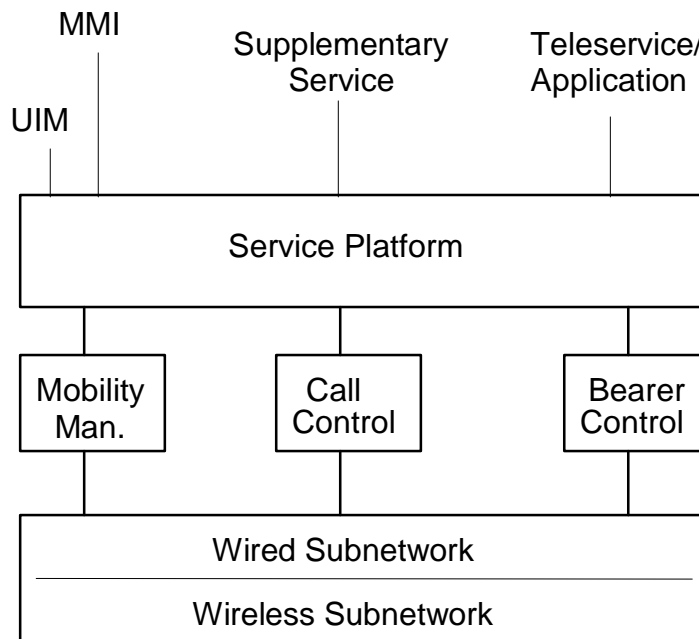 MMI
Supplementary
Service
Teleservice/
Application
UIM
Service Platform
Mobility
Man.
Call
Control
Bearer
Control
Wired Subnetwork
Wireless Subnetwork